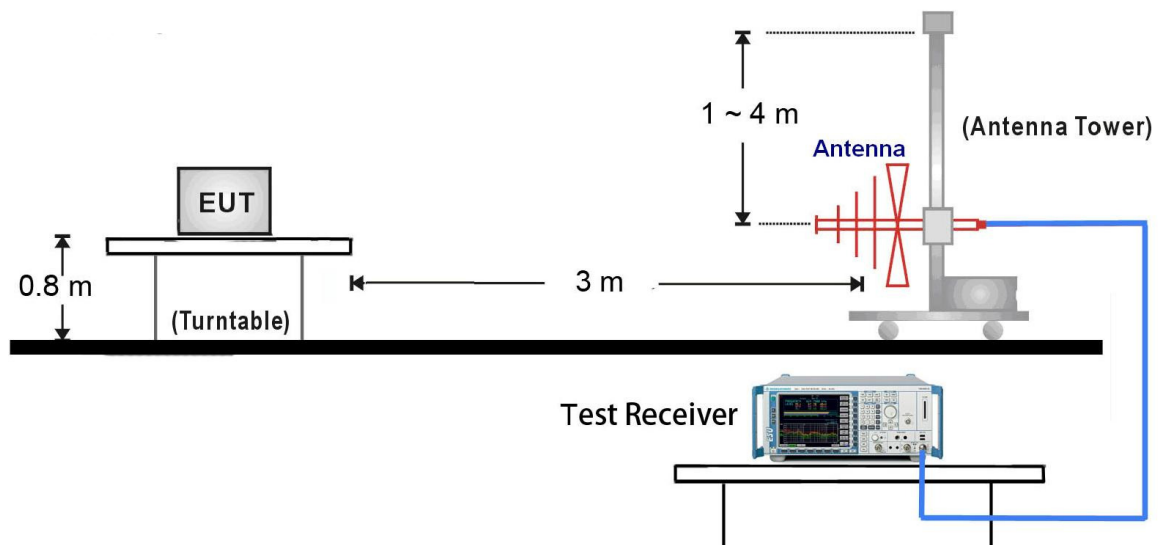 1 ~ 4 m
(Antenna Tower)
Antenna
EUT
0.8 m
3 m
(Turntable)
Test Receiver